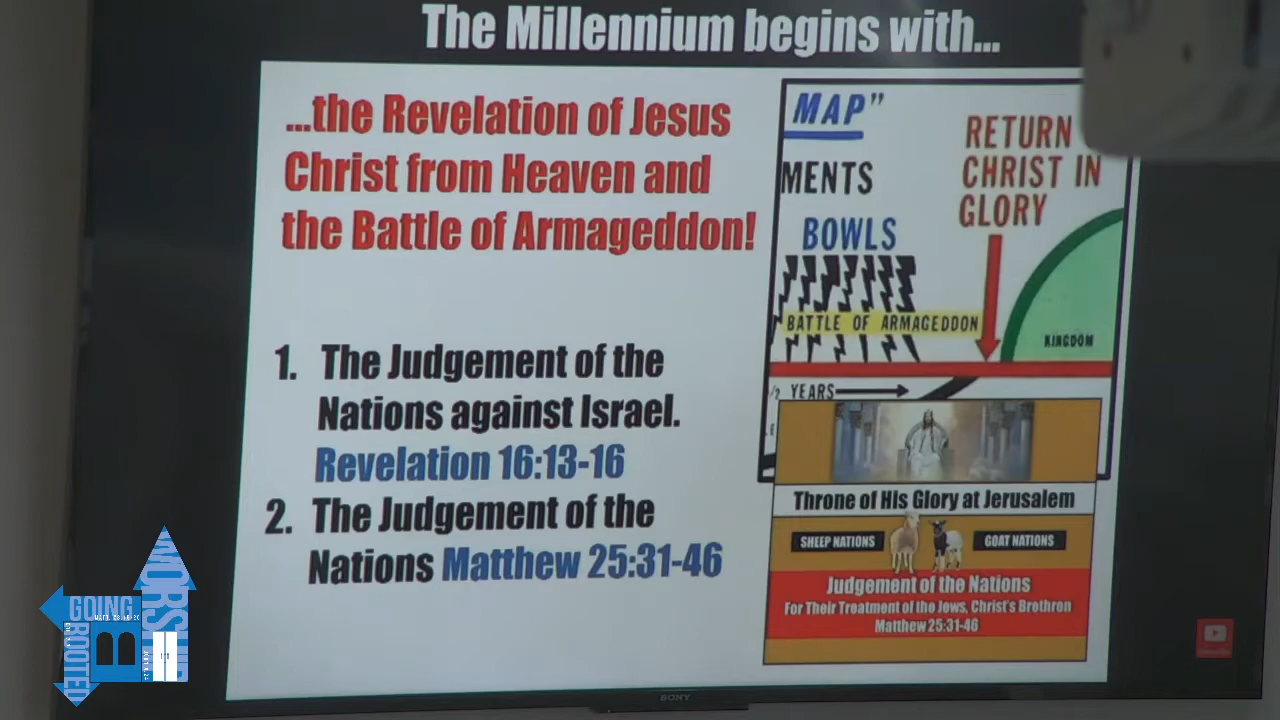 The Millennium begins with...
...the Revelation of Jesus
Christ from Heaven and
the Battle of Armageddon!
1. The Judgement of the
Nations against Israel.
Revelation 16:13-16
2. The Judgement of the
Nations Matthew 25:31-46
MAP”
MENTS
BOWLS
RETURN
CHRIST IN
GLORY
BATTLE OF ARMAGEDDON
KINGDOM
YEARS
Throne of His Glory at Jerusalem
SHEEP NATIONS
GOAT NATIONS
Judgement of the Nations
For Their Treatment of the Jews, Christ's Brethren
Matthew 25:31-46
GOING
ROOTED
WORSHIP
SONY